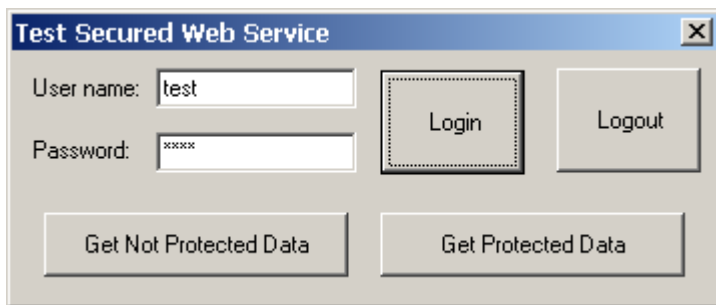 Test Secured Web Service
User name: test
Login
Logout
Password: ****
Get Not Protected Data
Get Protected Data